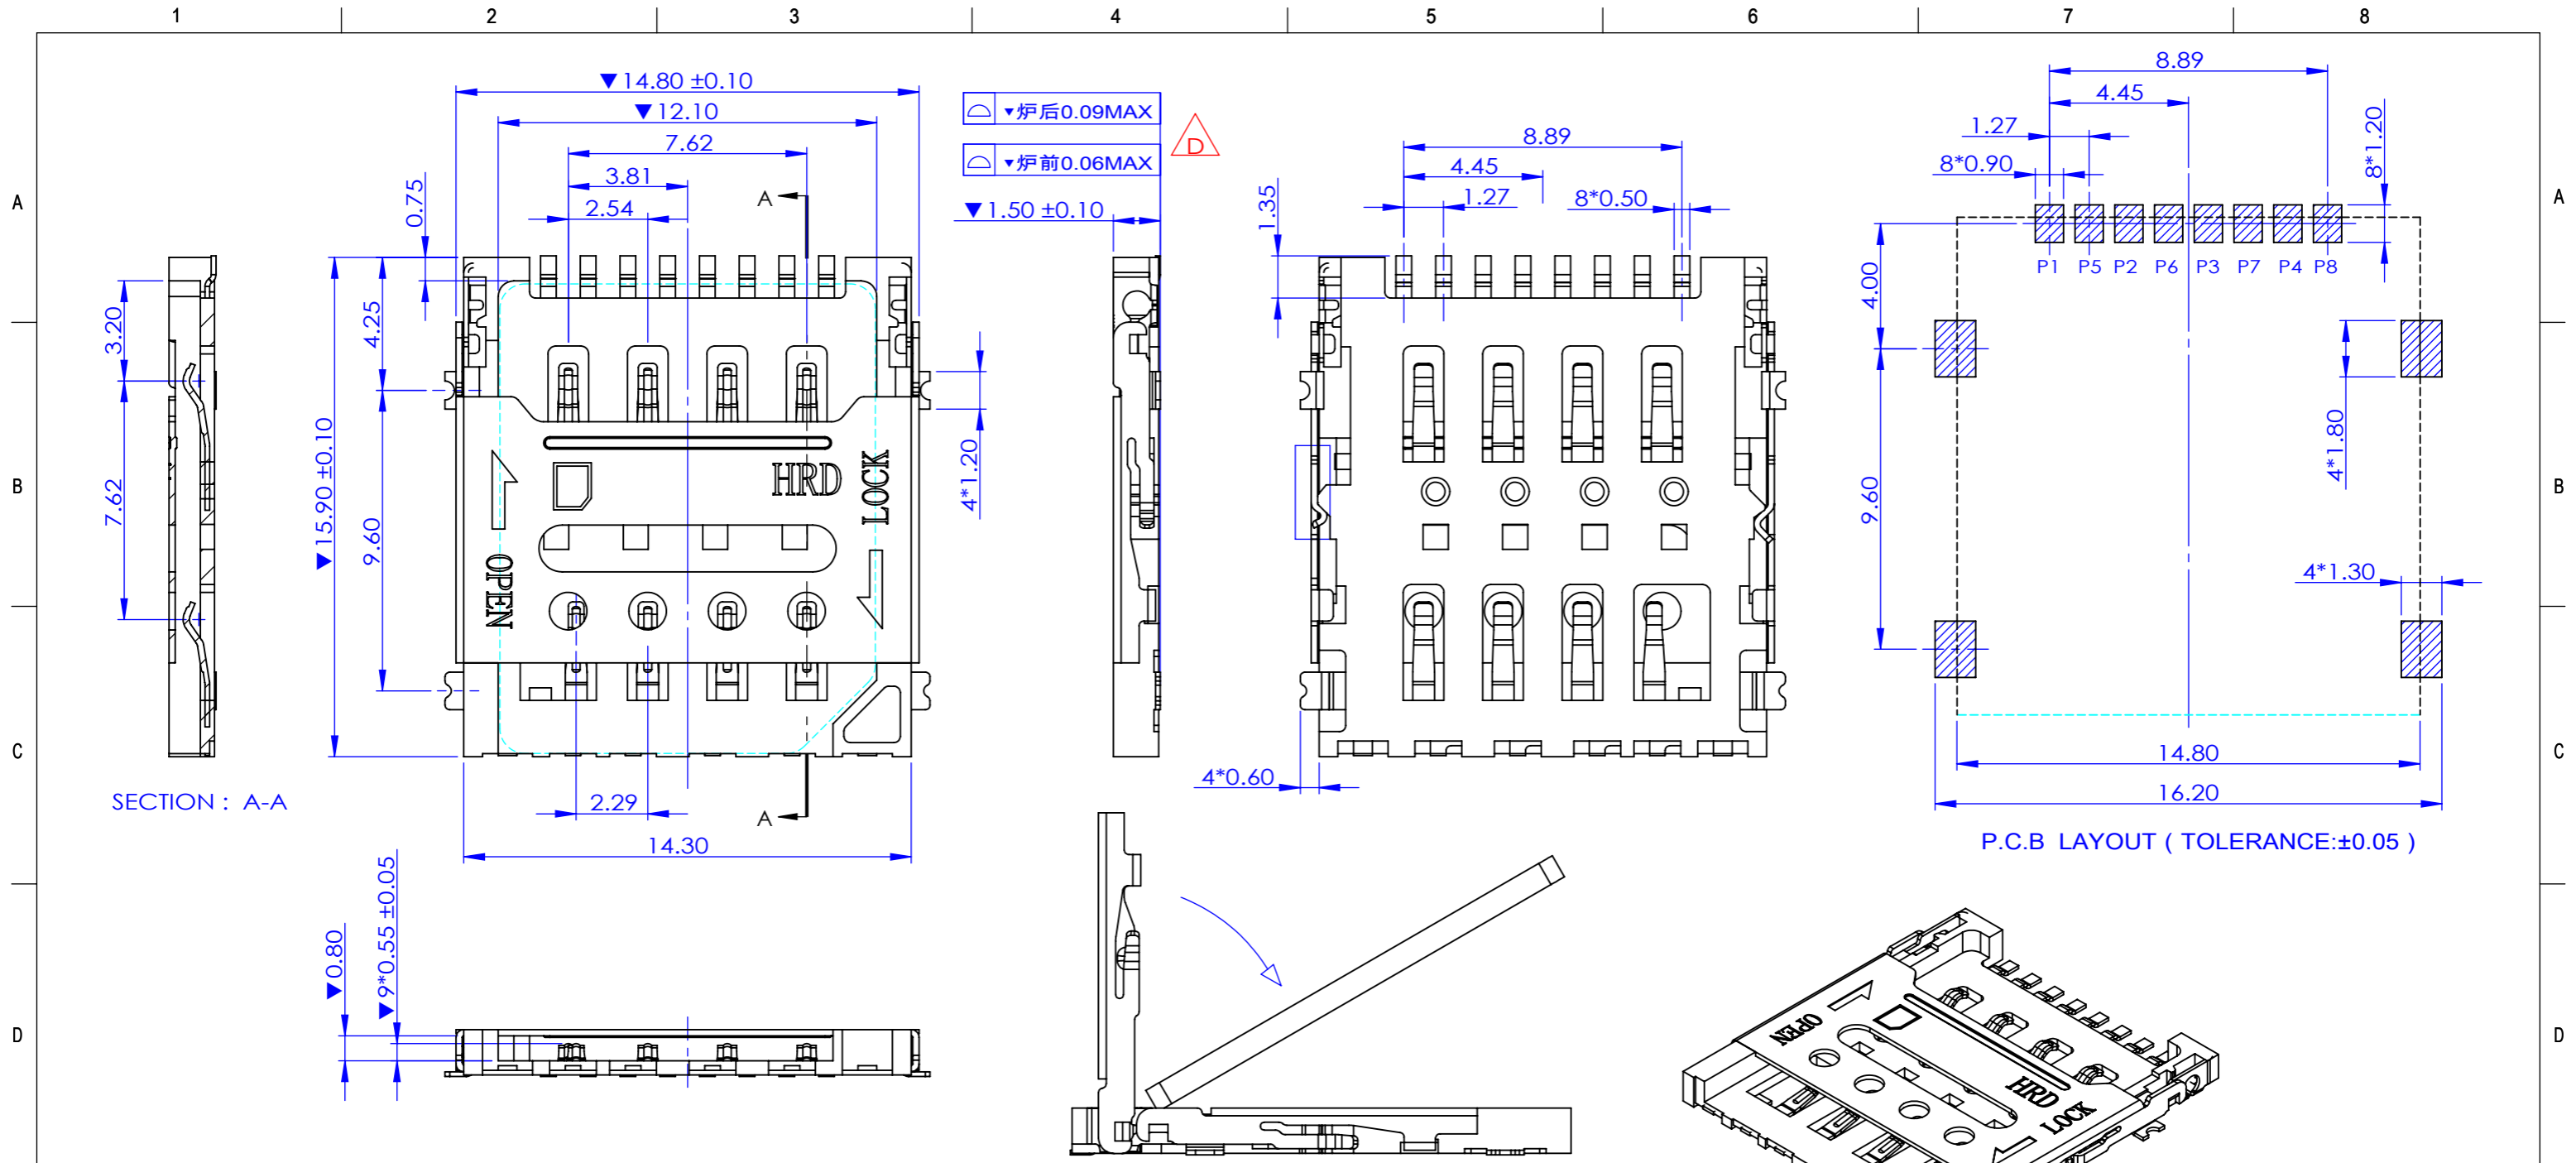 1 2 3 4 5 6 7 8
A
B
C
D
A
B
C
D
3.20
7.62
SECTION : A-A
▼14.80 ±0.10
▼12.10
7.62
3.81
2.54
A
0.75
4.25
▼15.90 ±0.10
9.60
4*1.20
HRD
LOCK
OPEN
2.29
A
14.30
▼炉后0.09MAX
▼炉前0.06MAX
D
▼1.50 ±0.10
8.89
4.45
1.27
8*0.50
1.35
4*0.60
8.89
4.45
1.27
8*0.90
8*1.20
P1 P5 P2 P6 P3 P7 P4 P8
4.00
9.60
4*1.80
4*1.30
14.80
16.20
P.C.B LAYOUT ( TOLERANCE:±0.05 )
▼0.80
▼9*0.55 ±0.05
OPEN
HRD
LOCK